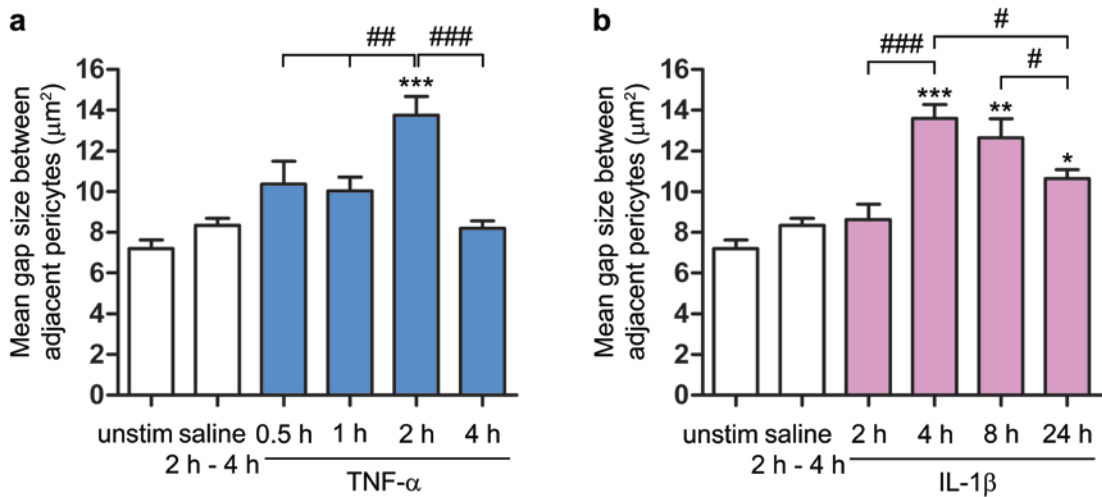 a
## ###
***
Mean gap size between
adjacent pericytes (μm²)
16
14
12
10
8
6
4
2
0
unstim saline 0.5 h 1 h 2 h 4 h
2 h - 4 h
TNF-α
b
#
### #
*** ** *
Mean gap size between
adjacent pericytes (μm²)
16
14
12
10
8
6
4
2
0
unstim saline 2 h 4 h 8 h 24 h
2 h - 4 h
IL-1β